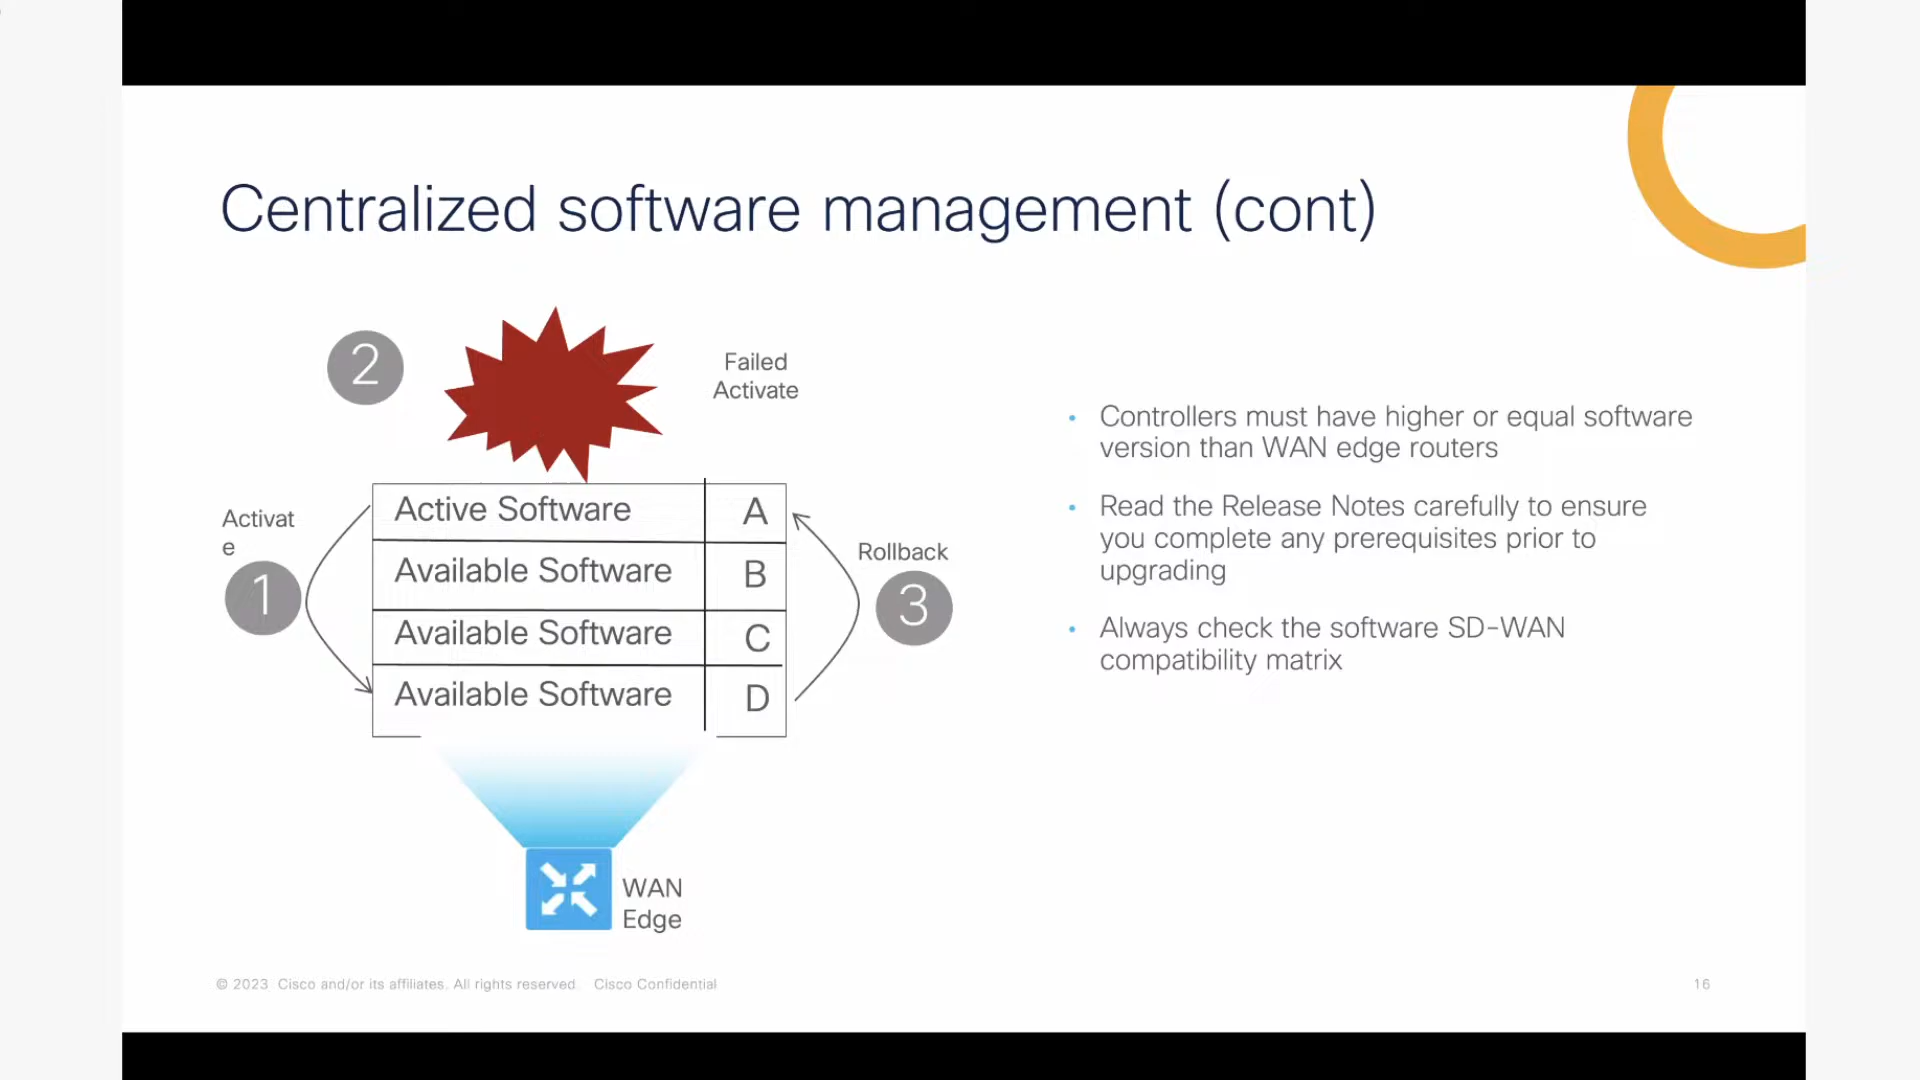 Centralized software management (cont)
2
Failed
Activate
Activat
e
1
Active Software A
Available Software B
Available Software C
Available Software D
Rollback
3
WAN
Edge
• Controllers must have higher or equal software
version than WAN edge routers
• Read the Release Notes carefully to ensure
you complete any prerequisites prior to
upgrading
• Always check the software SD-WAN
compatibility matrix
© 2023 Cisco and/or its affiliates. All rights reserved. Cisco Confidential
16